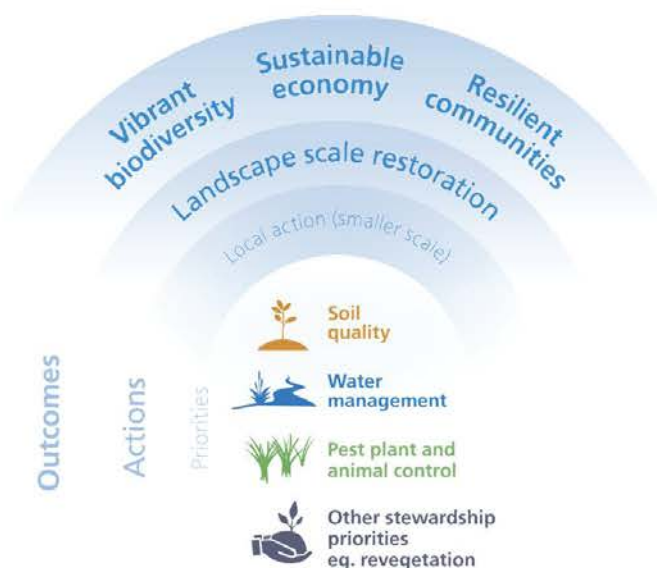 Vibrant
biodiversity
Sustainable
economy
Resilient
communities
Landscape scale restoration
Local action (smaller scale)
Soil
quality
Water
management
Pest plant and
animal control
Other stewardship
priorities
eg. revegetation
Outcomes
Actions
Priorities